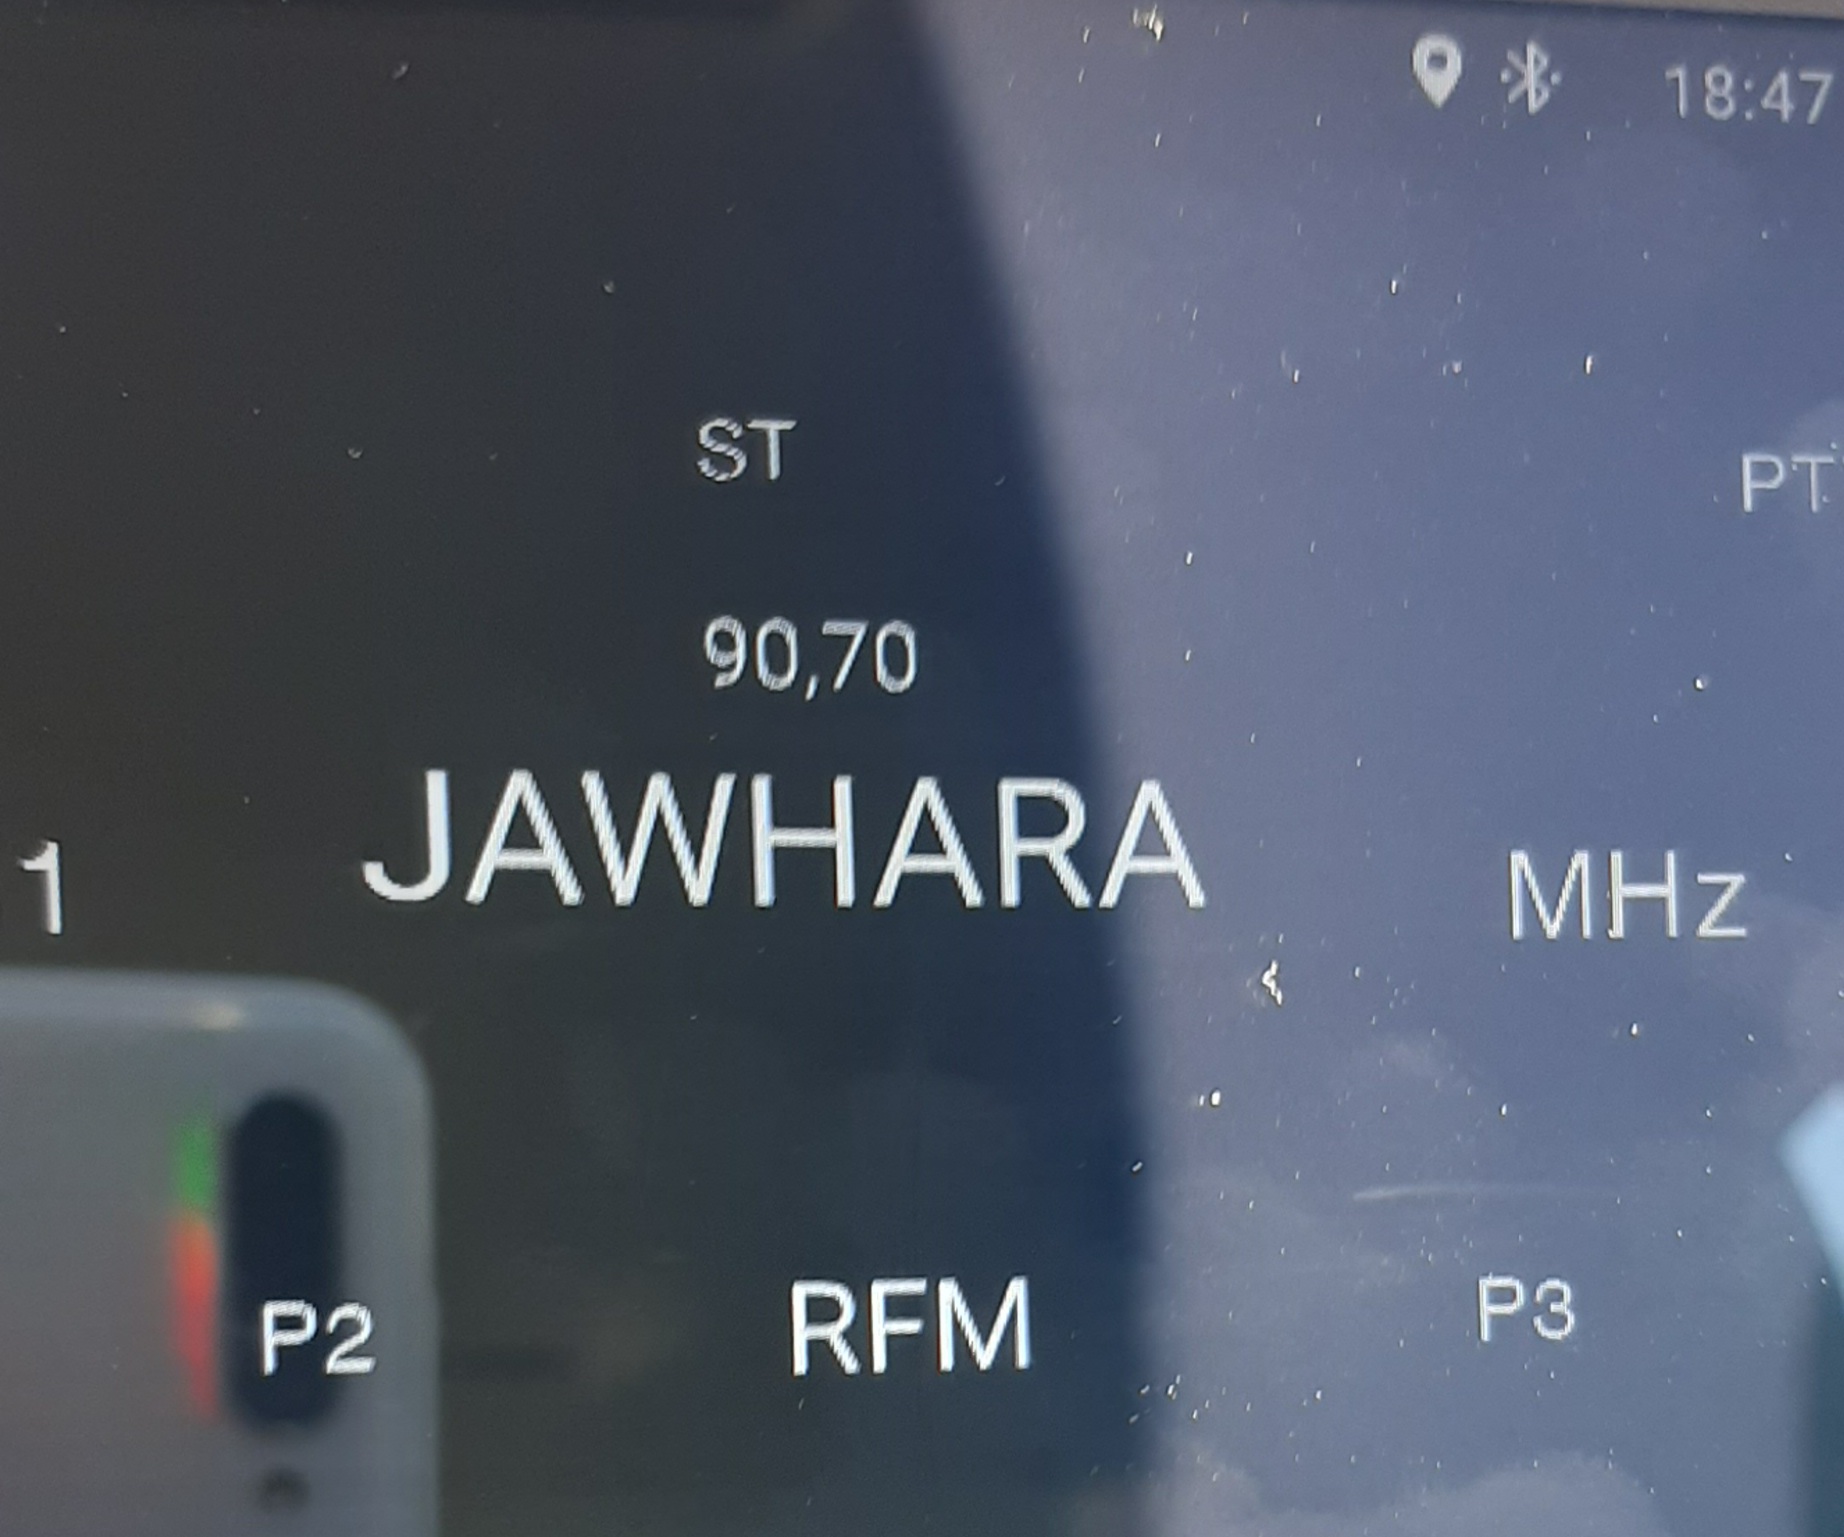 18:47
ST
PT
90,70
1
JAWHARA
MHz
P2
RFM
P3